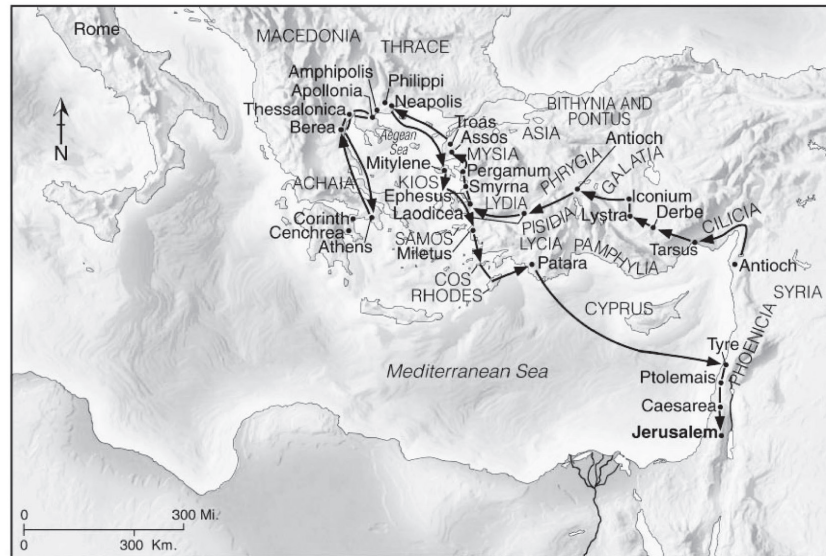 Rome
MACEDONIA
THRACE
Amphipolis
Philippi
Apollonia
Neapolis
Thessalonica
Berea
N
Aegean
Sea
Troas
Assos
ASIA
BITHYNIA AND
PONTUS
Antioch
MYSIA
Mitylene
Pergamum
PHRYGIA
GALATIA
ACHAIA
KIOS
Smyrna
Ephesus
LYDIA
Iconium
Laodicea
PISIDIA
Lystra
Derbe
CILICIA
Corinth
Cenchrea
Athens
SAMOS
Miletus
LYCIA
PAMPHYLIA
Tarsus
Patara
Antioch
COS
RHODES
CYPRUS
SYRIA
Tyre
PHOENICIA
Mediterranean Sea
Ptolemais
Caesarea
Jerusalem
0 300 Mi.
0 300 Km.